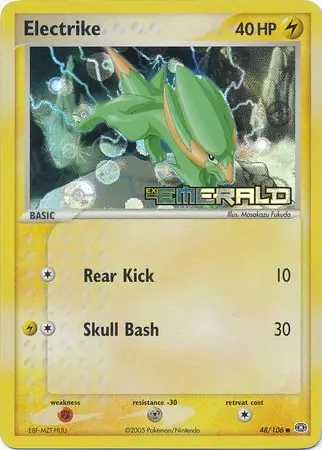 Electrike 40 HP
EX EMERALD
BASIC
Illus. Mosakazu Fukuda
Rear Kick 10
Skull Bash 30
weakness resistance -30 retreat cost
EBF-MZT-HUU ©2005 Pokémon/Nintendo 48/106